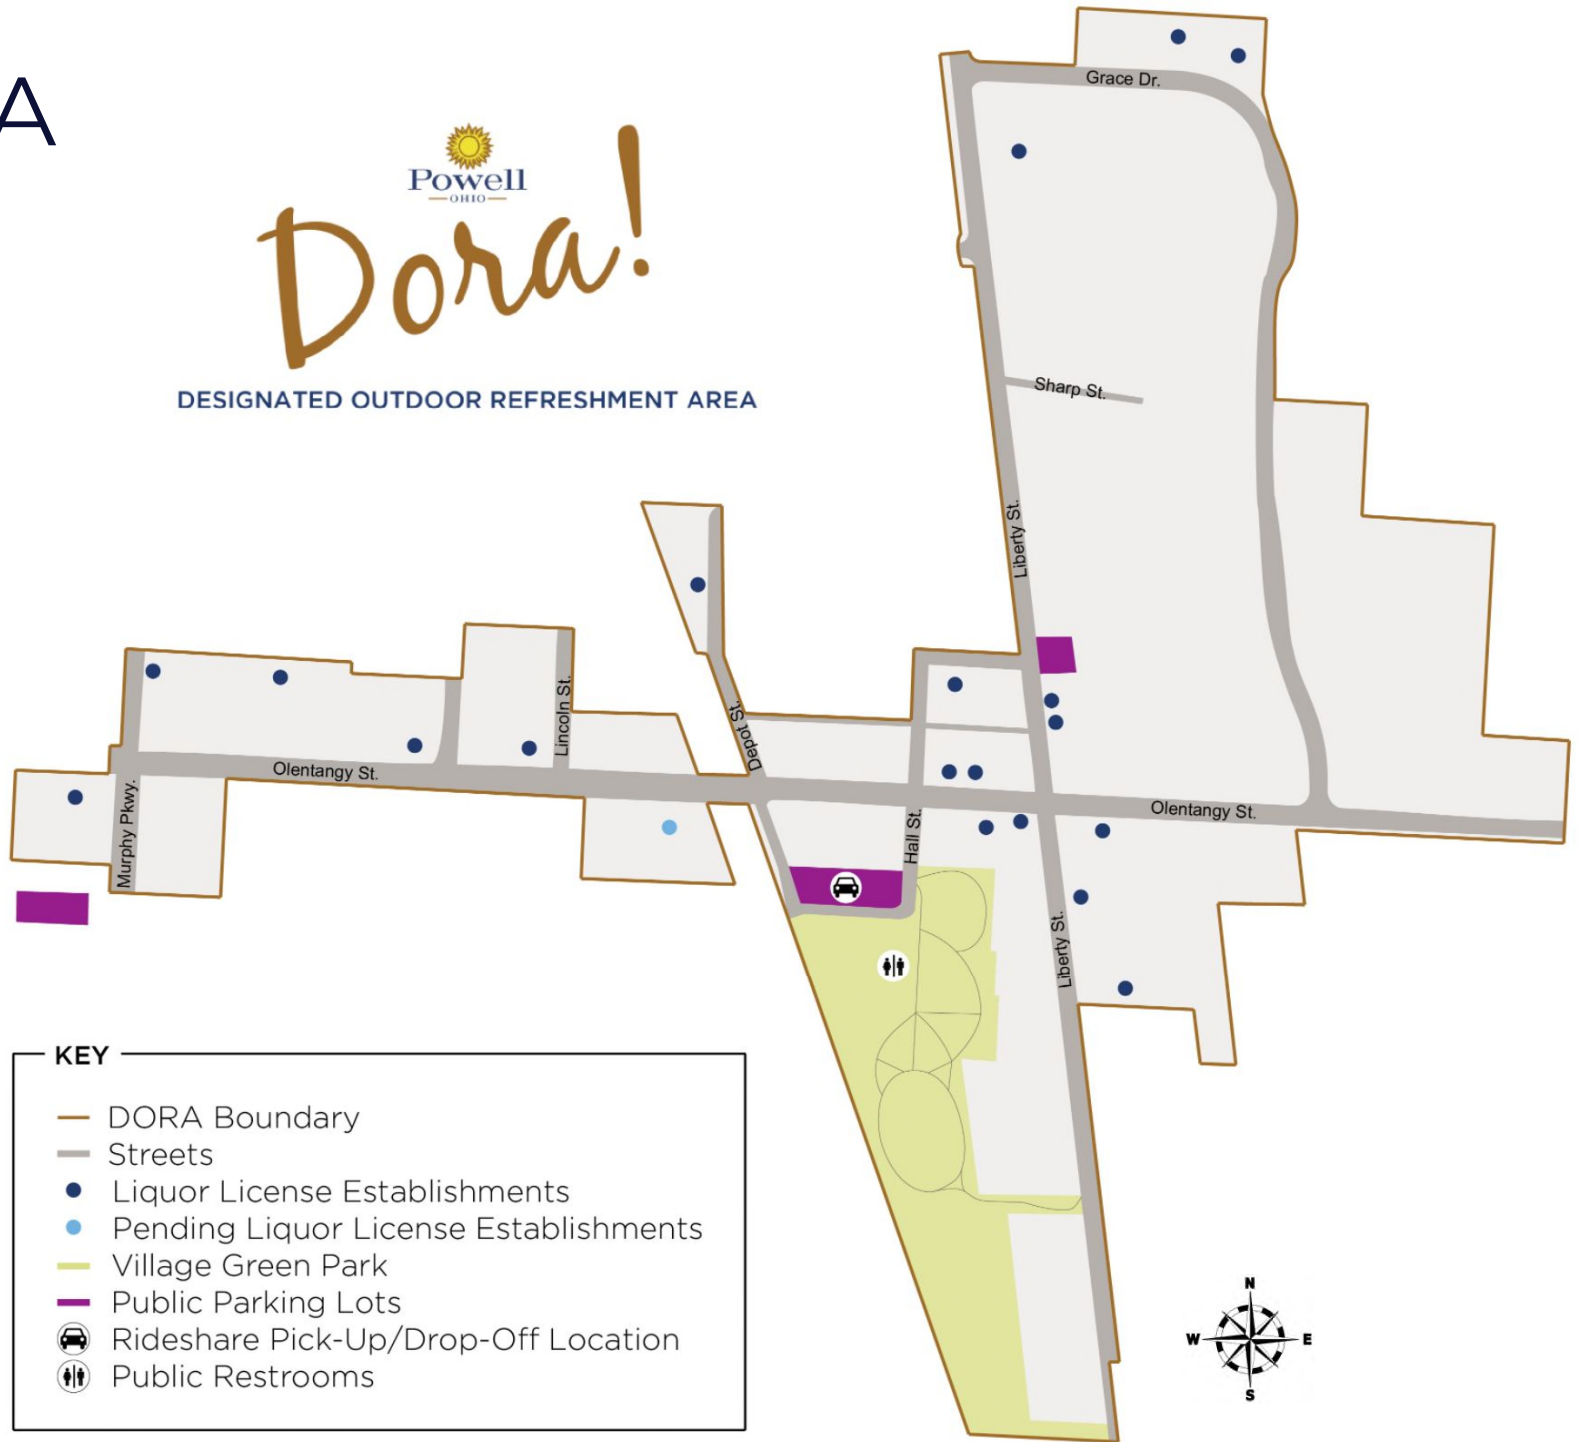 A
Powell
OHIO
Dora!
DESIGNATED OUTDOOR REFRESHMENT AREA
Grace Dr.
Sharp St.
Liberty St.
Lincoln St.
Depot St.
Olentangy St.
Murphy Pkwy.
Hall St.
Olentangy St.
Liberty St.
KEY
DORA Boundary
Streets
Liquor License Establishments
Pending Liquor License Establishments
Village Green Park
Public Parking Lots
Rideshare Pick-Up/Drop-Off Location
Public Restrooms
N
W E
S